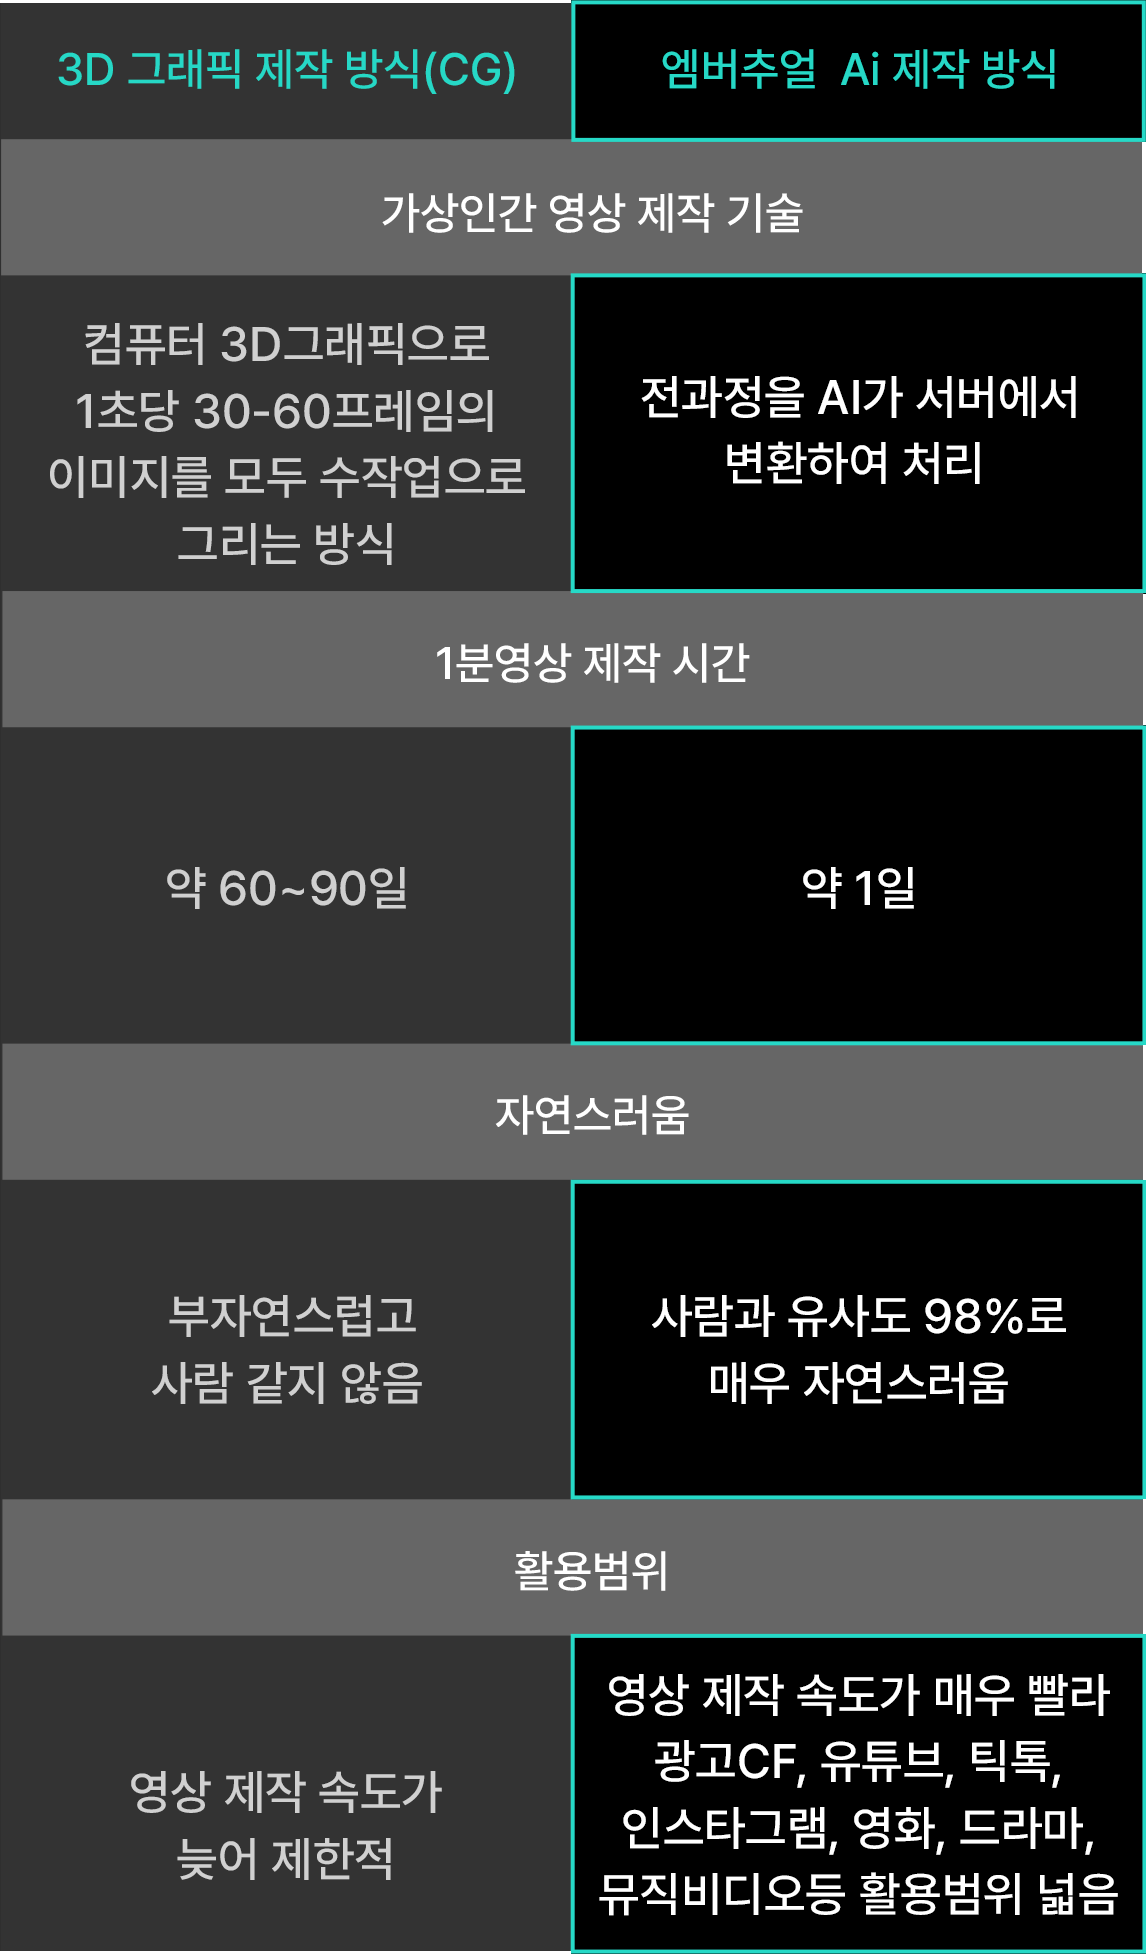 3D 그래픽 제작 방식(CG)
엠버추얼 Ai 제작 방식
가상인간 영상 제작 기술
컴퓨터 3D그래픽으로
1초당 30-60프레임의
이미지를 모두 수작업으로
그리는 방식
전과정을 AI가 서버에서
변환하여 처리
1분영상 제작 시간
약 60~90일
약 1일
자연스러움
부자연스럽고
사람 같지 않음
사람과 유사도 98%로
매우 자연스러움
활용범위
영상 제작 속도가
늦어 제한적
영상 제작 속도가 매우 빨라
광고CF, 유튜브, 틱톡,
인스타그램, 영화, 드라마,
뮤직비디오등 활용범위 넓음